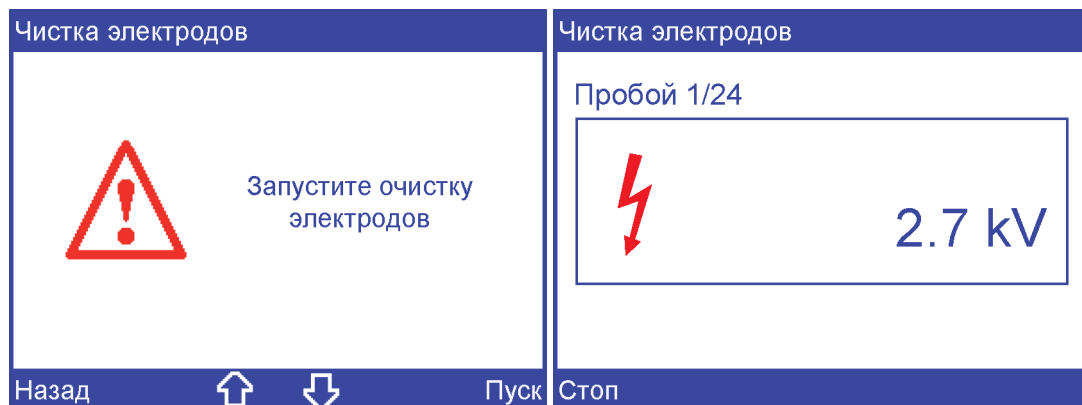 Чистка электродов
Запустите очистку
электродов
Назад
Пуск
Чистка электродов
Пробой 1/24
2.7 kV
Стоп